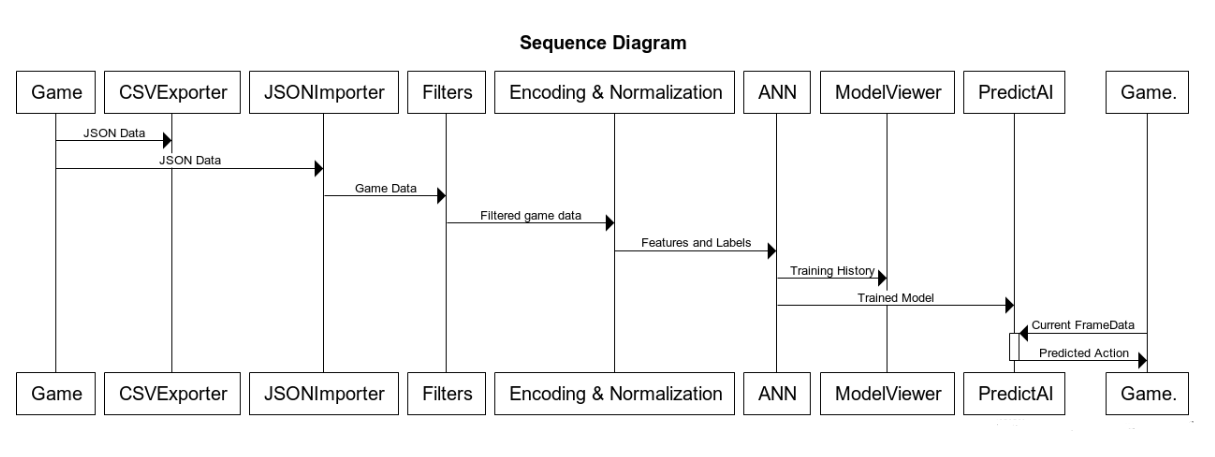 Sequence Diagram
Game CSVExporter JSONImporter Filters Encoding & Normalization ANN ModelViewer PredictAI Game.
JSON Data
JSON Data
Game Data
Filtered game data
Features and Labels
Training History
Trained Model
Current FrameData
Predicted Action
Game CSVExporter JSONImporter Filters Encoding & Normalization ANN ModelViewer PredictAI Game.